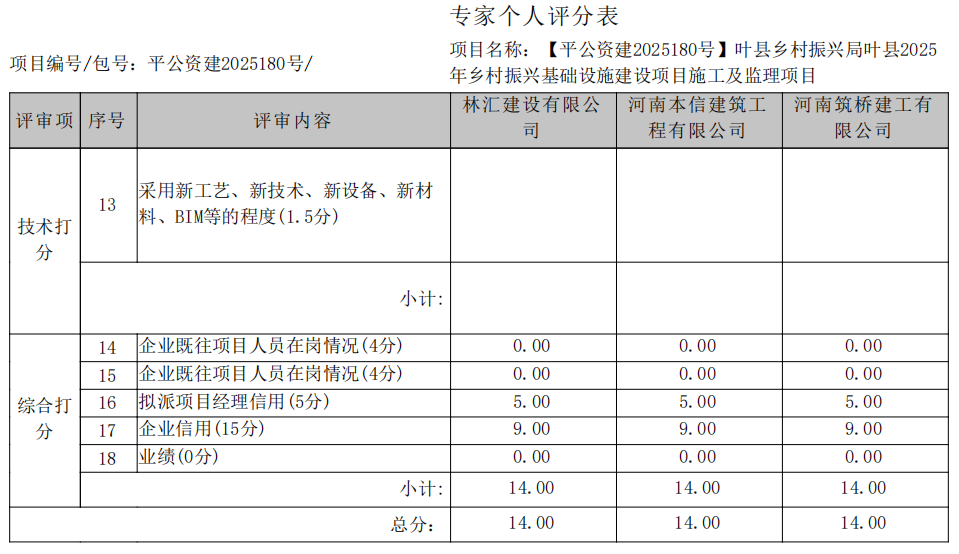 专家个人评分表
项目编号/包号：平公资建2025180号/
项目名称：【平公资建2025180号】叶县乡村振兴局叶县2025
年乡村振兴基础设施建设项目施工及监理项目
评审项 序号 评审内容 林汇建设有限公 河南本信建筑工 河南筑桥建工有
司 程有限公司 限公司
技术打
分
13 采用新工艺、新技术、新设备、新材
料、BIM等的程度(1.5分)
小计:
综合打
分
14 企业既往项目人员在岗情况(4分) 0.00 0.00 0.00
15 企业既往项目人员在岗情况(4分) 0.00 0.00 0.00
16 拟派项目经理信用(5分) 5.00 5.00 5.00
17 企业信用(15分) 9.00 9.00 9.00
18 业绩(0分) 0.00 0.00 0.00
小计: 14.00 14.00 14.00
总分: 14.00 14.00 14.00